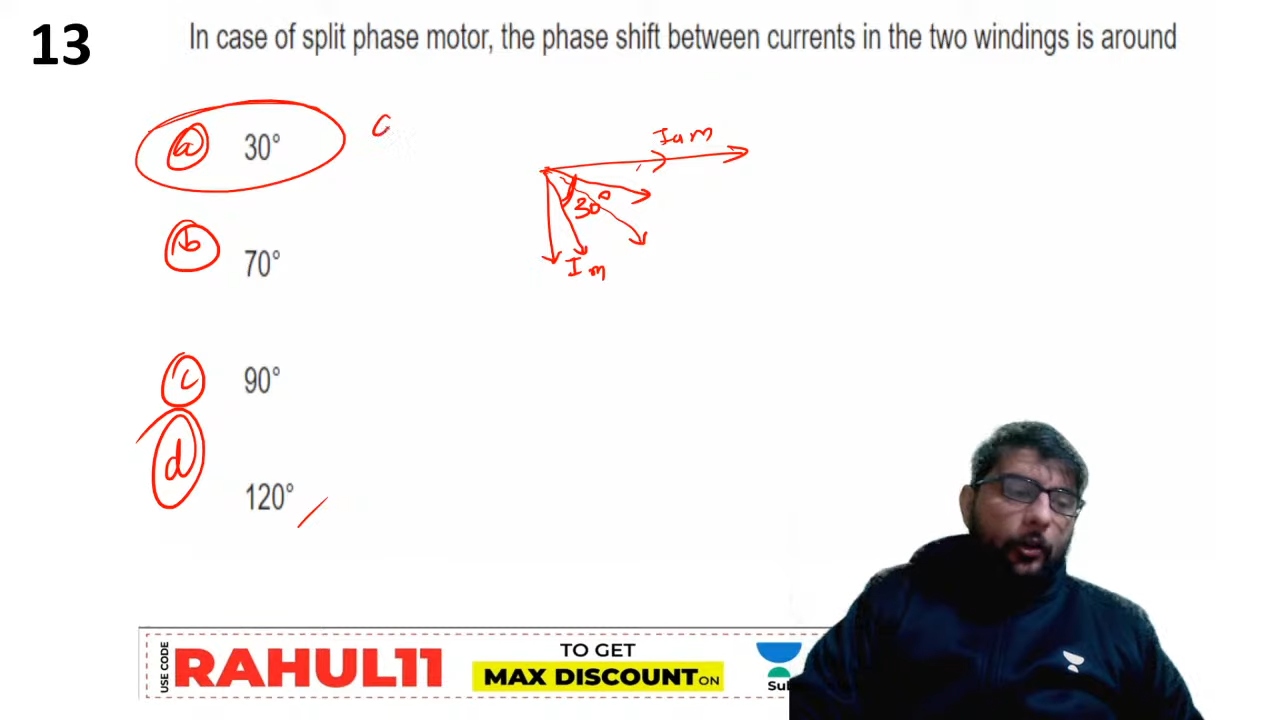 13 In case of split phase motor, the phase shift between currents in the two windings is around
a 30°
b 70°
c 90°
d 120°
Iam
30°
Im
USE CODE RAHUL11
TO GET
MAX DISCOUNT ON